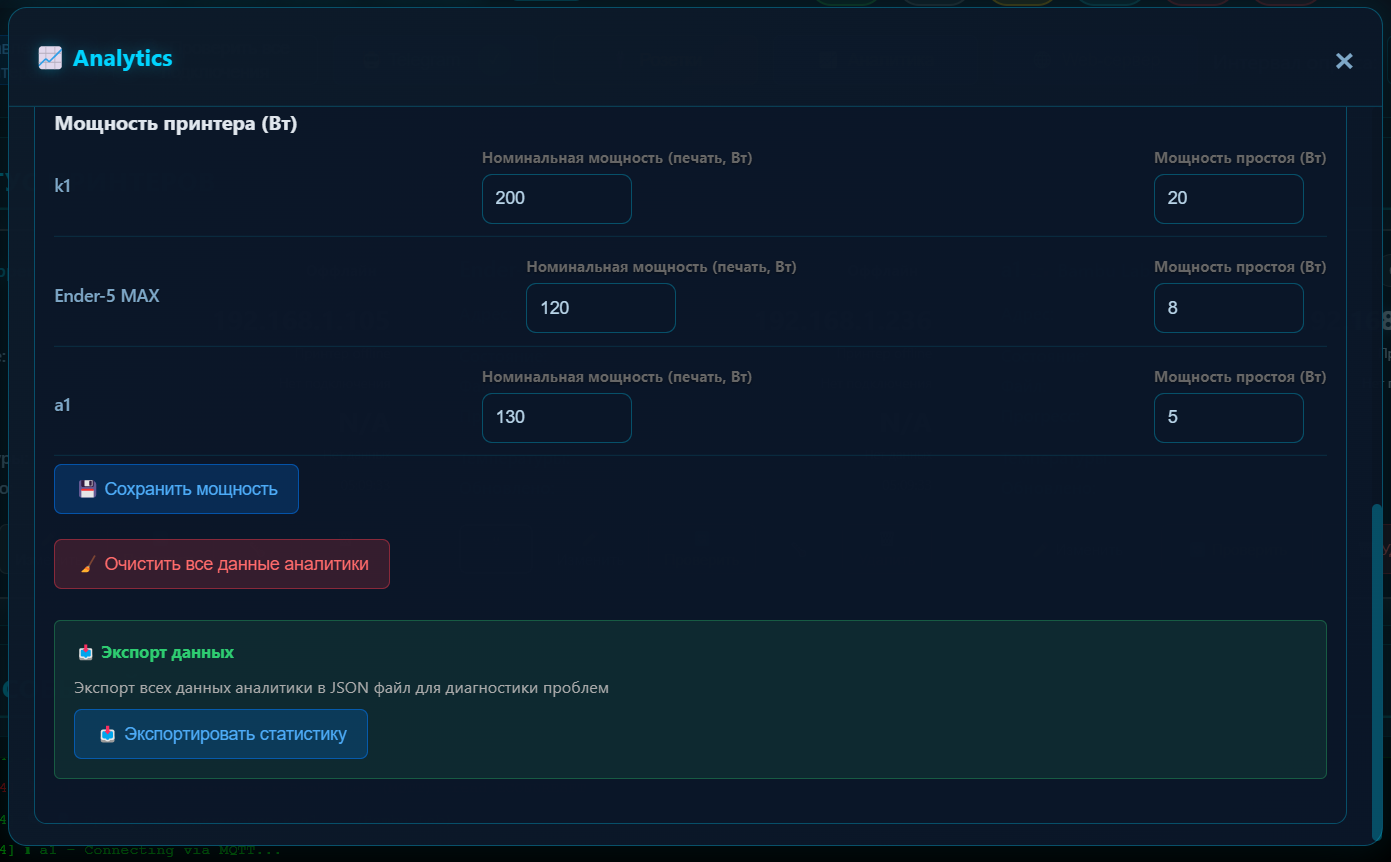 Analytics
Мощность принтера (Вт)
k1
Номинальная мощность (печать, Вт)
200
Мощность простоя (Вт)
20
Ender-5 MAX
Номинальная мощность (печать, Вт)
120
Мощность простоя (Вт)
8
a1
Номинальная мощность (печать, Вт)
130
Мощность простоя (Вт)
5
Сохранить мощность
Очистить все данные аналитики
Экспорт данных
Экспорт всех данных аналитики в JSON файл для диагностики проблем
Экспортировать статистику
a1 – Connecting via MQTT...